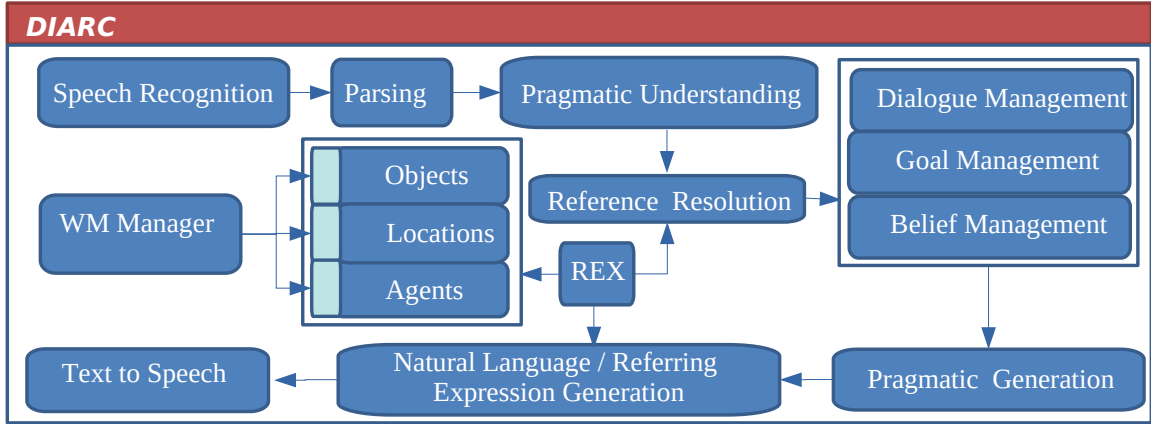 DIARC
Speech Recognition
Parsing
Pragmatic Understanding
Dialogue Management
Goal Management
Belief Management
Objects
Locations
Agents
WM Manager
Reference Resolution
REX
Text to Speech
Natural Language / Referring
Expression Generation
Pragmatic Generation